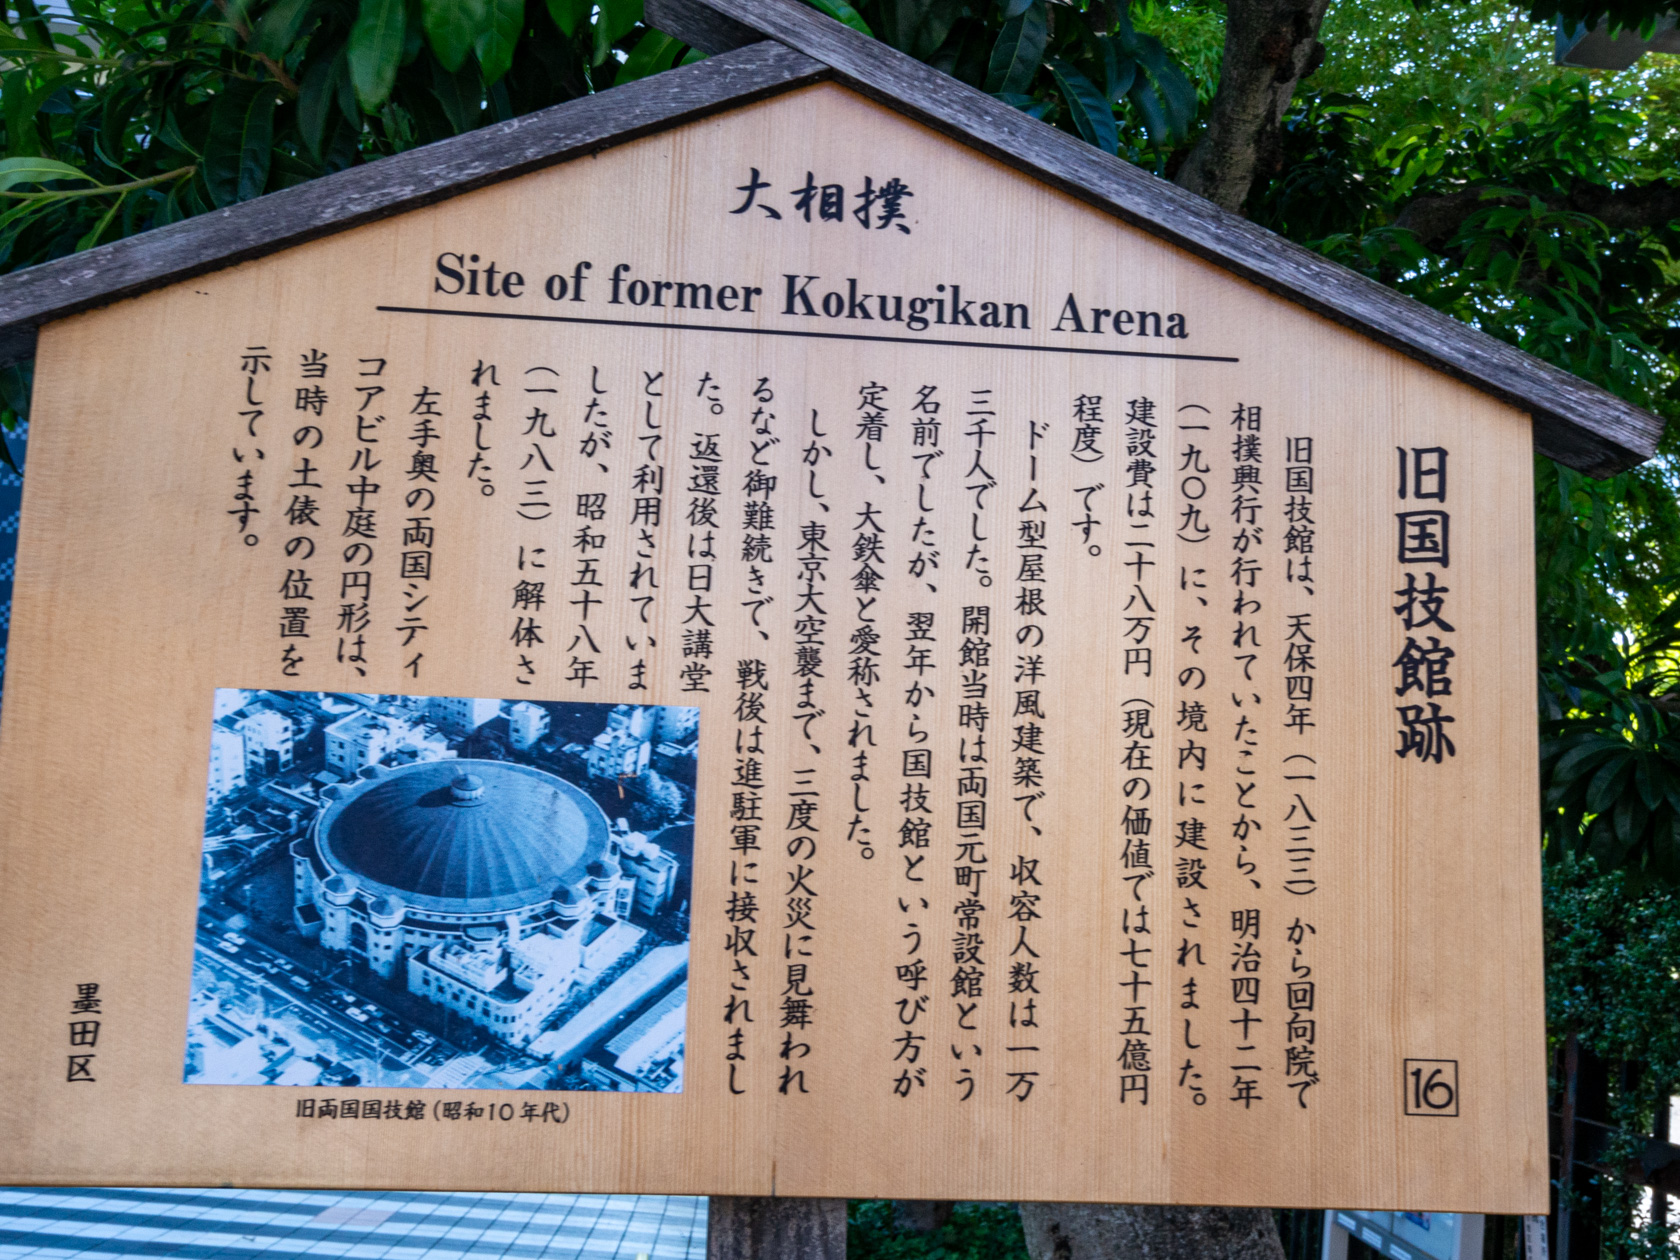 大相撲
Site of former Kokugikan Arena
旧国技館跡
16
旧国技館は、天保四年（一八三三）から回向院で
相撲興行が行われていたことから、明治四十二年
（一九〇九）に、その境内に建設されました。
建設費は二十八万円（現在の価値では七十五億円
程度）です。
ドーム型屋根の洋風建築で、収容人数は一万
三千人でした。開館当時は両国元町常設館という
名前でしたが、翌年から国技館という呼び方が
定着し、大鉄傘と愛称されました。
しかし、東京大空襲まで、三度の火災に見舞われ
るなど御難続きで、戦後は進駐軍に接収されまし
た。返還後は日大講堂
として利用されていま
したが、昭和五十八年
（一九八三）に解体さ
れました。
左手奥の両国シティ
コアビル中庭の円形は、
当時の土俵の位置を
示しています。
旧両国国技館（昭和10年代）
墨田区